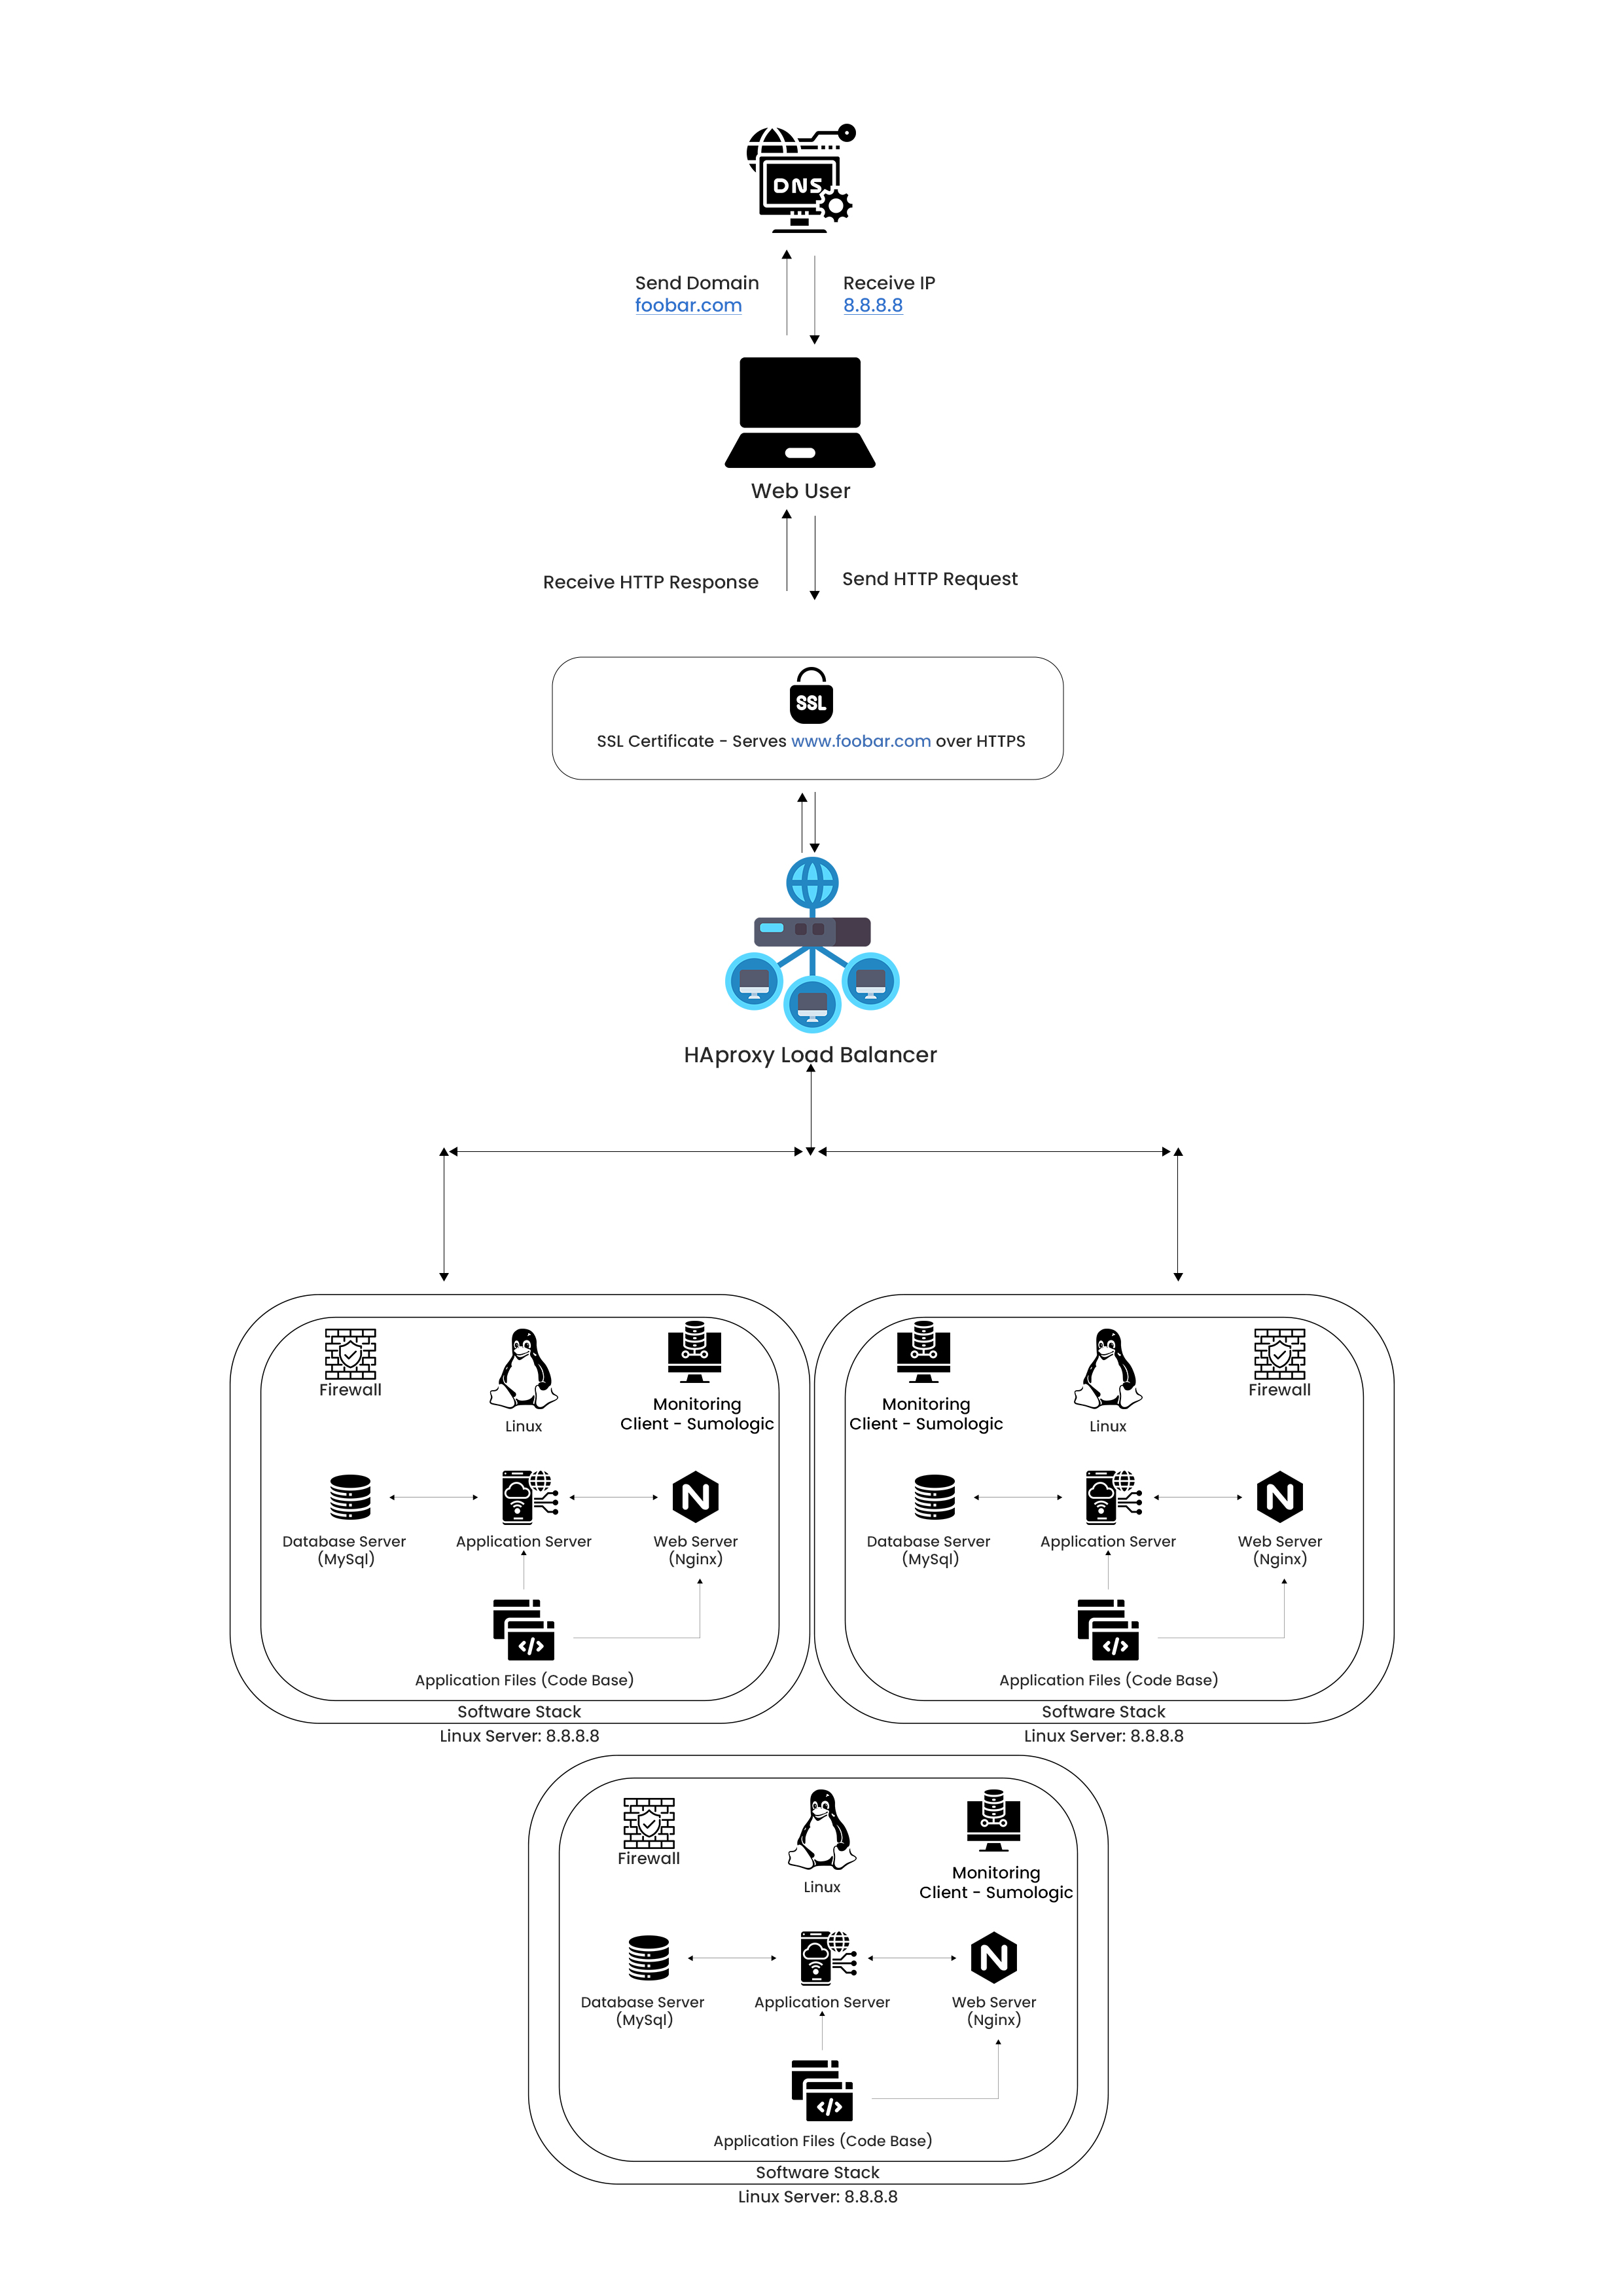 DNS
Send Domain
foobar.com
Receive IP
8.8.8.8
Web User
Receive HTTP Response
Send HTTP Request
SSL
SSL Certificate - Serves www.foobar.com over HTTPS
HAproxy Load Balancer
Firewall
Linux
Monitoring
Client - Sumologic
Database Server
(MySql)
Application Server
N
Web Server
(Nginx)
</>
Application Files (Code Base)
Software Stack
Linux Server: 8.8.8.8
Monitoring
Client - Sumologic
Linux
Firewall
Database Server
(MySql)
Application Server
N
Web Server
(Nginx)
</>
Application Files (Code Base)
Software Stack
Linux Server: 8.8.8.8
Firewall
Linux
Monitoring
Client - Sumologic
Database Server
(MySql)
Application Server
N
Web Server
(Nginx)
</>
Application Files (Code Base)
Software Stack
Linux Server: 8.8.8.8